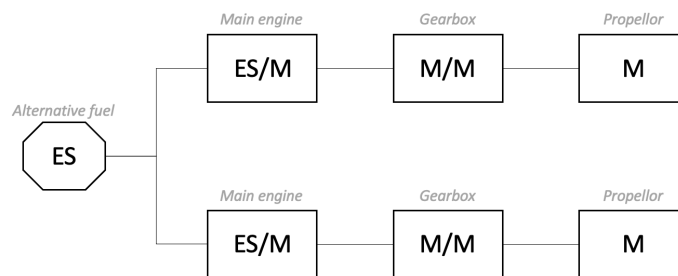 Main engine
Gearbox
Propellor
ES/M
M/M
M
Alternative fuel
ES
Main engine
Gearbox
Propellor
ES/M
M/M
M